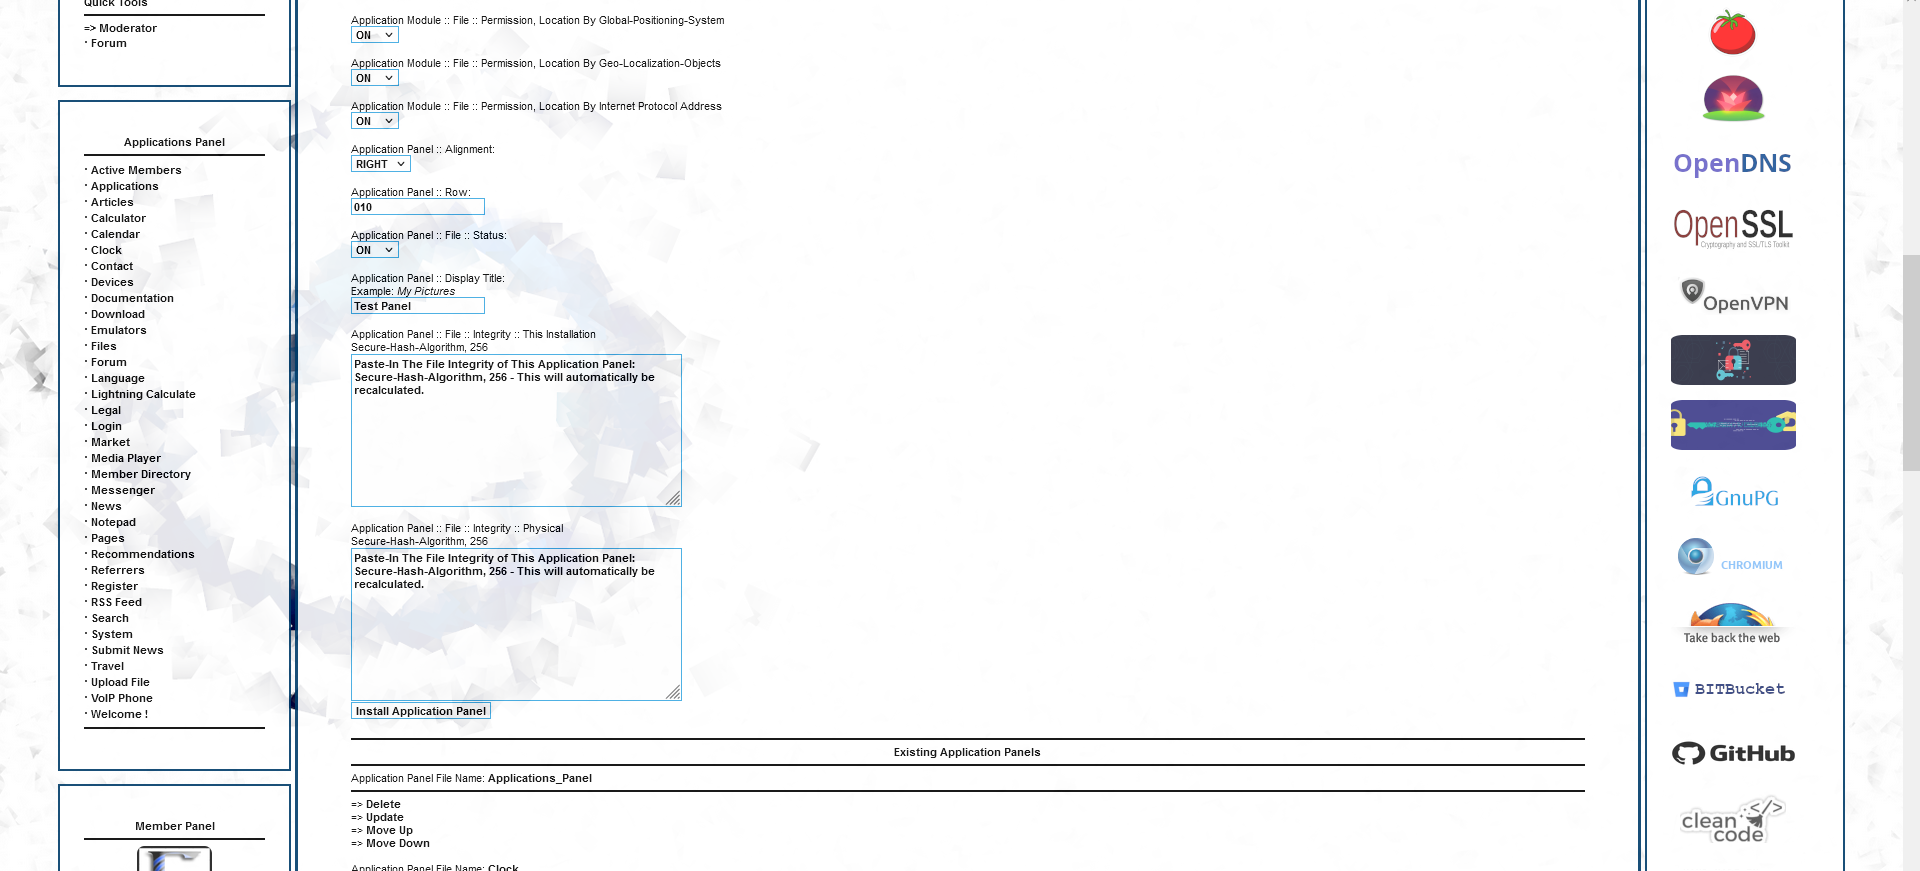 Quick Tools
=> Moderator
· Forum
Applications Panel
· Active Members
· Applications
· Articles
· Calculator
· Calendar
· Clock
· Contact
· Devices
· Documentation
· Download
· Emulators
· Files
· Forum
· Language
· Lightning Calculate
· Legal
· Login
· Market
· Media Player
· Member Directory
· Messenger
· News
· Notepad
· Pages
· Recommendations
· Referrers
· Register
· RSS Feed
· Search
· System
· Submit News
· Travel
· Upload File
· VoIP Phone
· Welcome !
Member Panel
Application Module :: File :: Permission, Location By Global-Positioning-System
ON
Application Module :: File :: Permission, Location By Geo-Localization-Objects
ON
Application Module :: File :: Permission, Location By Internet Protocol Address
ON
Application Panel :: Alignment:
RIGHT
Application Panel :: Row:
010
Application Panel :: File :: Status:
ON
Application Panel :: Display Title:
Example: My Pictures
Test Panel
Application Panel :: File :: Integrity :: This Installation
Secure-Hash-Algorithm, 256
Paste-In The File Integrity of This Application Panel:
Secure-Hash-Algorithm, 256 - This will automatically be
recalculated.
Application Panel :: File :: Integrity :: Physical
Secure-Hash-Algorithm, 256
Paste-In The File Integrity of This Application Panel:
Secure-Hash-Algorithm, 256 - This will automatically be
recalculated.
Install Application Panel
Existing Application Panels
Application Panel File Name: Applications_Panel
=> Delete
=> Update
=> Move Up
=> Move Down
Application Panel File Name: Clock
OpenDNS
OpenSSL
Cryptography and SSL/TLS Toolkit
OpenVPN
GnuPG
CHROMIUM
Take back the web
BITBucket
GitHub
clean
code